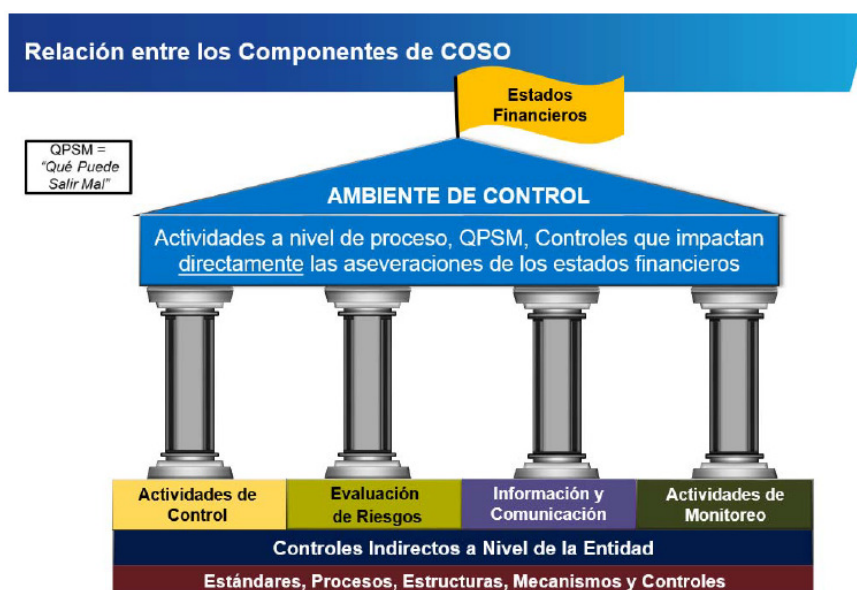 Relación entre los Componentes de COSO
Estados
Financieros
QPSM =
"Qué Puede
Salir Mal"
AMBIENTE DE CONTROL
Actividades a nivel de proceso, QPSM, Controles que impactan
directamente las aseveraciones de los estados financieros
Actividades de
Control
Evaluación
de Riesgos
Información y
Comunicación
Actividades de
Monitoreo
Controles Indirectos a Nivel de la Entidad
Estándares, Procesos, Estructuras, Mecanismos y Controles